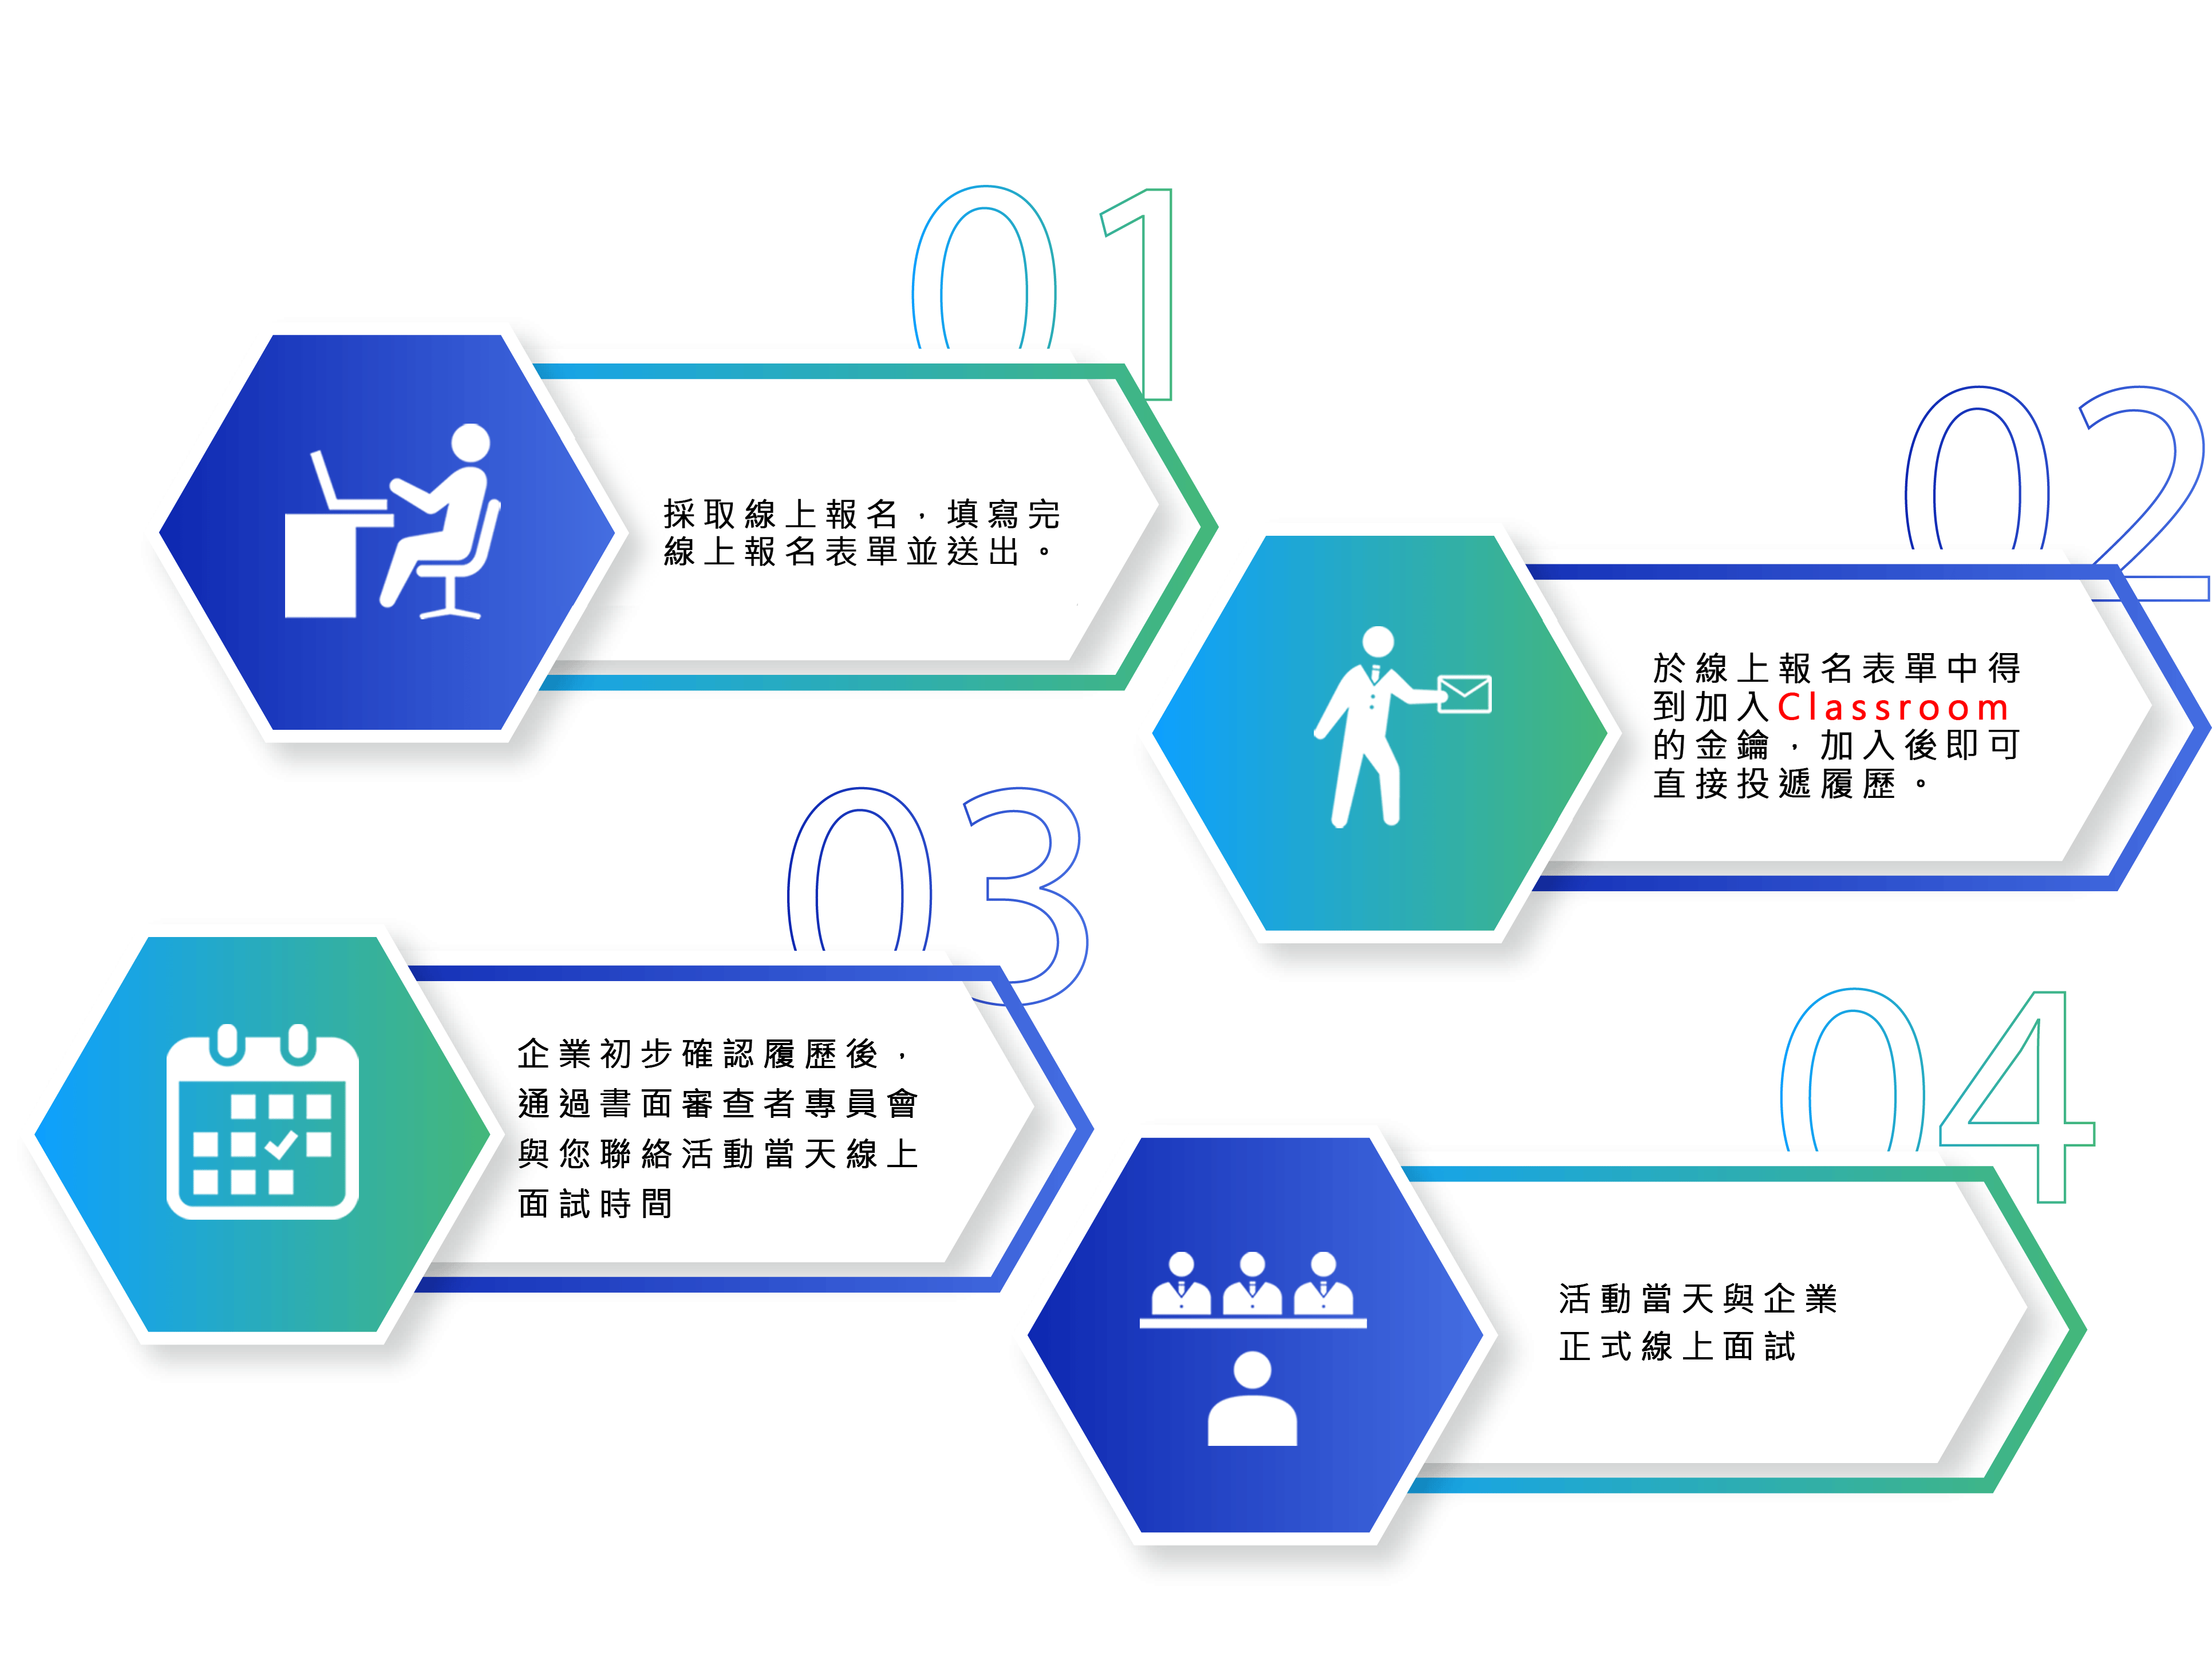 01
採取線上報名，填寫完
線上報名表單並送出。
02
於線上報名表單中得
到加入Classroom
的金鑰，加入後即可
直接投遞履歷。
03
企業初步確認履歷後，
通過書面審查者專員會
與您聯絡活動當天線上
面試時間
04
活動當天與企業
正式線上面試